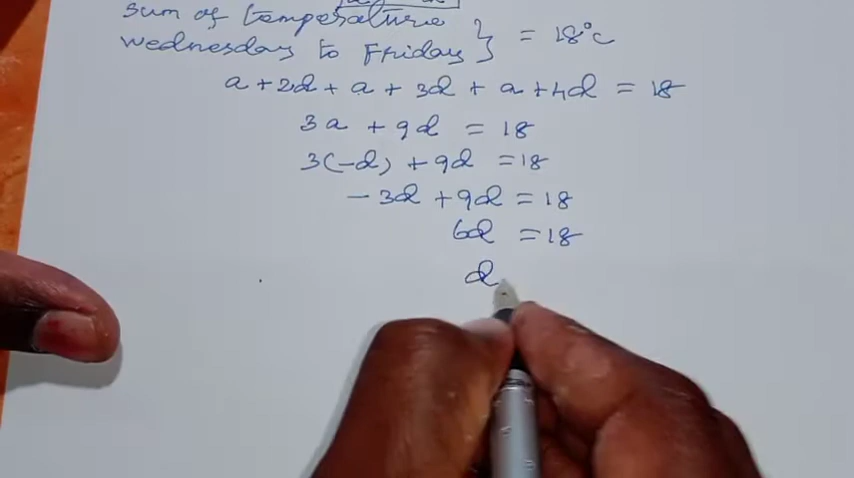 sum of temperature
wednesday to Friday } = 18°C
a + 2d + a + 3d + a + 4d = 18
3a + 9d = 18
3(-d) + 9d = 18
- 3d + 9d = 18
6d = 18
d